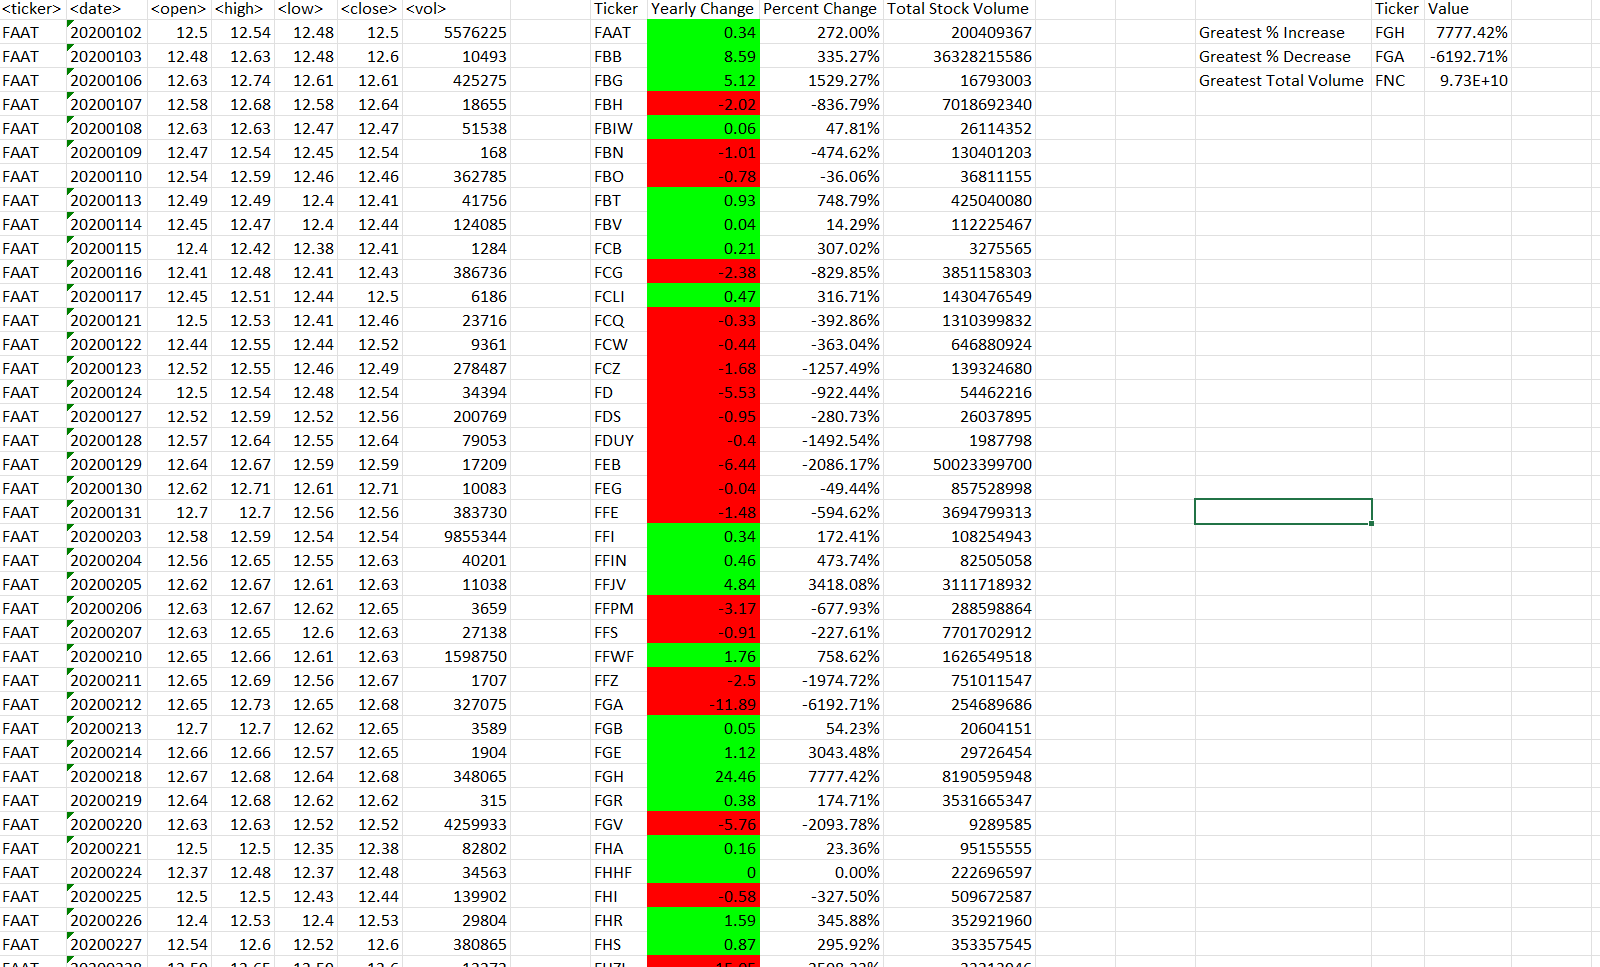 <ticker> <date> <open> <high> <low> <close> <vol> Ticker Yearly Change Percent Change Total Stock Volume Ticker Value
FAAT 20200102 12.5 12.54 12.48 12.5 5576225 FAAT 0.34 272.00% 200409367 Greatest % Increase FGH 7777.42%
FAAT 20200103 12.48 12.63 12.48 12.6 10493 FBB 8.59 335.27% 36328215586 Greatest % Decrease FGA -6192.71%
FAAT 20200106 12.63 12.74 12.61 12.61 425275 FBG 5.12 1529.27% 16793003 Greatest Total Volume FNC 9.73E+10
FAAT 20200107 12.58 12.68 12.58 12.64 18655 FBH -2.02 -836.79% 7018692340
FAAT 20200108 12.63 12.63 12.47 12.47 51538 FBIW 0.06 47.81% 26114352
FAAT 20200109 12.47 12.54 12.45 12.54 168 FBN -1.01 -474.62% 130401203
FAAT 20200110 12.54 12.59 12.46 12.46 362785 FBO -0.78 -36.06% 36811155
FAAT 20200113 12.49 12.49 12.4 12.41 41756 FBT 0.93 748.79% 425040080
FAAT 20200114 12.45 12.47 12.4 12.44 124085 FBV 0.04 14.29% 112225467
FAAT 20200115 12.4 12.42 12.38 12.41 1284 FCB 0.21 307.02% 3275565
FAAT 20200116 12.41 12.48 12.41 12.43 386736 FCG -2.38 -829.85% 3851158303
FAAT 20200117 12.45 12.51 12.44 12.5 6186 FCLI 0.47 316.71% 1430476549
FAAT 20200121 12.5 12.53 12.41 12.46 23716 FCQ -0.33 -392.86% 1310399832
FAAT 20200122 12.44 12.55 12.44 12.52 9361 FCW -0.44 -363.04% 646880924
FAAT 20200123 12.52 12.55 12.46 12.49 278487 FCZ -1.68 -1257.49% 139324680
FAAT 20200124 12.5 12.54 12.48 12.54 34394 FD -5.53 -922.44% 54462216
FAAT 20200127 12.52 12.59 12.52 12.56 200769 FDS -0.95 -280.73% 26037895
FAAT 20200128 12.57 12.64 12.55 12.64 79053 FDUY -0.4 -1492.54% 1987798
FAAT 20200129 12.64 12.67 12.59 12.59 17209 FEB -6.44 -2086.17% 50023399700
FAAT 20200130 12.62 12.71 12.61 12.71 10083 FEG -0.04 -49.44% 857528998
FAAT 20200131 12.7 12.7 12.56 12.56 383730 FFE -1.48 -594.62% 3694799313
FAAT 20200203 12.58 12.59 12.54 12.54 9855344 FFI 0.34 172.41% 108254943
FAAT 20200204 12.56 12.65 12.55 12.63 40201 FFIN 0.46 473.74% 82505058
FAAT 20200205 12.62 12.67 12.61 12.63 11038 FFJV 4.84 3418.08% 3111718932
FAAT 20200206 12.63 12.67 12.62 12.65 3659 FFPM -3.17 -677.93% 288598864
FAAT 20200207 12.63 12.65 12.6 12.63 27138 FFS -0.91 -227.61% 7701702912
FAAT 20200210 12.65 12.66 12.61 12.63 1598750 FFWF 1.76 758.62% 1626549518
FAAT 20200211 12.65 12.69 12.56 12.67 1707 FFZ -2.5 -1974.72% 751011547
FAAT 20200212 12.65 12.73 12.65 12.68 327075 FGA -11.89 -6192.71% 254689686
FAAT 20200213 12.7 12.7 12.62 12.65 3589 FGB 0.05 54.23% 20604151
FAAT 20200214 12.66 12.66 12.57 12.65 1904 FGE 1.12 3043.48% 29726454
FAAT 20200218 12.67 12.68 12.64 12.68 348065 FGH 24.46 7777.42% 8190595948
FAAT 20200219 12.64 12.68 12.62 12.62 315 FGR 0.38 174.71% 3531665347
FAAT 20200220 12.63 12.63 12.52 12.52 4259933 FGV -5.76 -2093.78% 9289585
FAAT 20200221 12.5 12.5 12.35 12.38 82802 FHA 0.16 23.36% 95155555
FAAT 20200224 12.37 12.48 12.37 12.48 34563 FHHF 0 0.00% 222696597
FAAT 20200225 12.5 12.5 12.43 12.44 139902 FHI -0.58 -327.50% 509672587
FAAT 20200226 12.4 12.53 12.4 12.53 29804 FHR 1.59 345.88% 352921960
FAAT 20200227 12.54 12.6 12.52 12.6 380865 FHS 0.87 295.92% 353357545